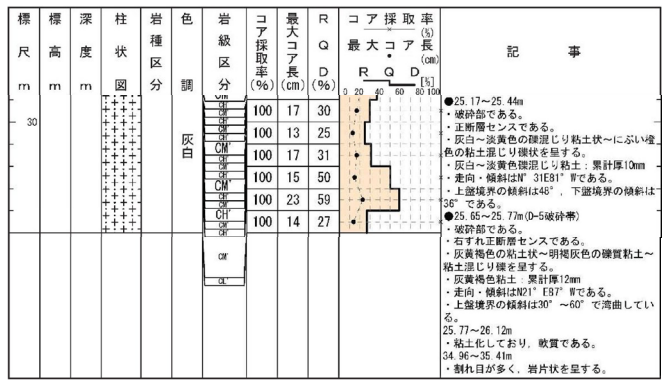 標尺 m
標高 m
深度 m
柱状図
岩種区分
色調
岩級区分
コア採取率(%)
最大コア長(cm)
RQD(%)
コア採取率(%)
最大コア長(cm)
RQD [%]
0 20 40 60 80 100
記事
30
灰白
CM'
CH'
CM'
CH'
100 17 30
100 13 25
100 17 31
100 15 50
100 23 59
100 14 27
CM'
CL'
●25.17～25.44m
・破砕部である。
・正断層センスである。
・灰白～淡黄色の礫混じり粘土状～にぶい橙
色の粘土混じり礫状を呈する。
・灰白～淡黄色礫混じり粘土：累計厚10mm
・走向・傾斜はN°31E81°Wである。
・上盤境界の傾斜は48°、下盤境界の傾斜は
36°である。
●25.65～25.77m(D-5破砕帯)
・破砕部である。
・右ずれ正断層センスである。
・灰黄褐色の粘土状～明褐灰色の礫質粘土～
粘土混じり礫を呈する。
・灰黄褐色粘土：累計厚12mm
・走向・傾斜はN21°E87°Wである。
・上盤境界の傾斜は30°～60°で湾曲してい
る。
25.77～26.12m
・粘土化しており、軟質である。
34.96～35.41m
・割れ目が多く、岩片状を呈する。